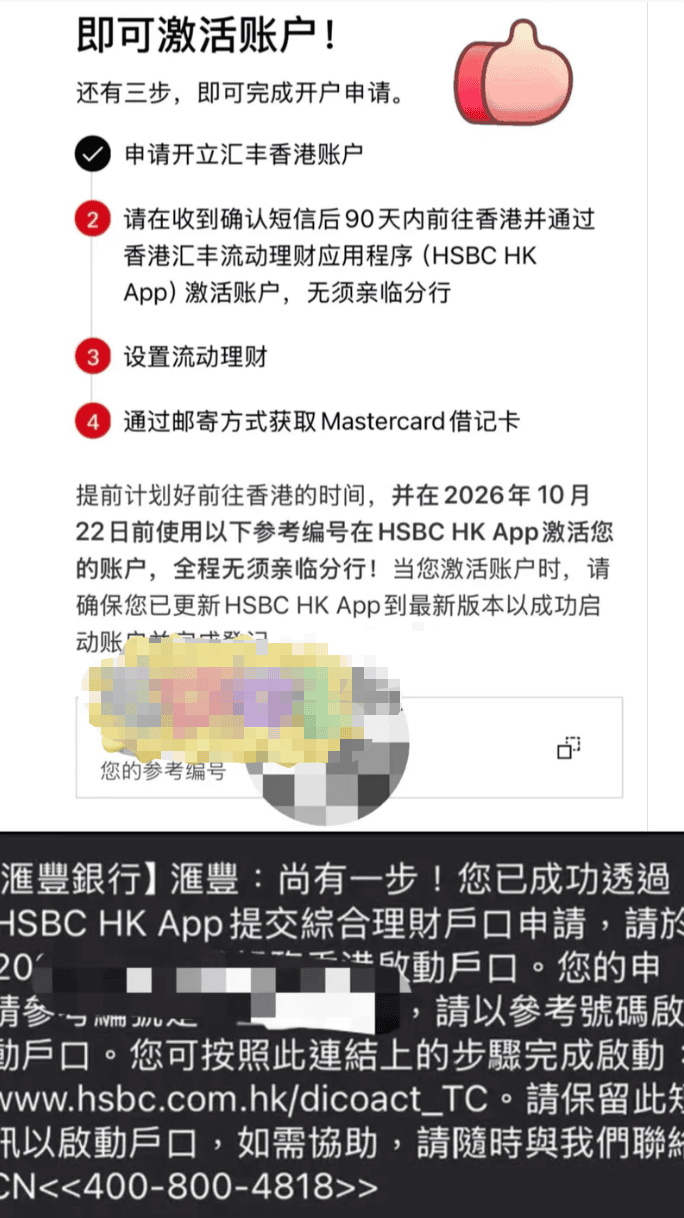 即可激活账户！
还有三步，即可完成开户申请。
申请开立汇丰香港账户
2 请在收到确认短信后90天内前往香港并通过
香港汇丰流动理财应用程序（HSBC HK
App）激活账户，无须亲临分行
3 设置流动理财
4 通过邮寄方式获取Mastercard借记卡
提前计划好前往香港的时间，并在2026年10月
22日前使用以下参考编号在HSBC HK App激活您
的账户，全程无须亲临分行！当您激活账户时，请
确保您已更新HSBC HK App到最新版本以成功启
动账户并完成登记
您的参考编号
滙豐銀行】滙豐：尚有一步！您已成功透過
HSBC HK App提交綜合理財戶口申請，請於
20 香港啟動戶口。您的申
請參考編號是 ，請以參考號碼啟
動戶口。您可按照此連結上的步驟完成啟動：
www.hsbc.com.hk/dicoact_TC。請保留此短
訊以啟動戶口，如需協助，請隨時與我們聯絡
CN<<400-800-4818>>